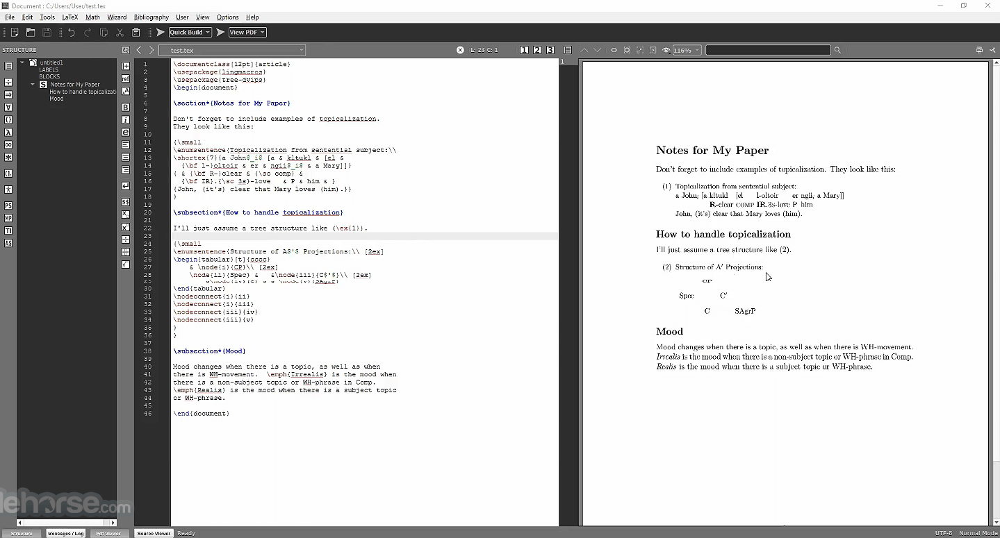 Document : C:/Users/User/test.tex
File Edit Tools LaTeX Math Wizard Bibliography User View Options Help
Quick Build View PDF
STRUCTURE
test.tex
L: 23 C: 1
1 2 3
116%
untitled1
LABELS
BLOCKS
S Notes for My Paper
How to handle topicalizati
Mood
ref
B
i
PS
MP
TI
AS
$$
1 \documentclass[12pt]{article}
2 \usepackage{lingmacros}
3 \usepackage{tree-dvips}
4 \begin{document}
5
6 \section*{Notes for My Paper}
7
8 Don't forget to include examples of topicalization.
9 They look like this:
10
11 {\small
12 \enumsentence{Topicalization from sentential subject:\\
13 \shortex{7}{a John$_i$ [a & kltukl & [el &
14 {\bf l-}oltoir & er & ngii$_i$ & a Mary]]}
15 { & {\bf R-}clear & {\sc comp} &
16 {\bf IR}.{\sc 3s}-love & P & him & }
17 {John, (it's) clear that Mary loves (him).}}
18 }
19
20 \subsection*{How to handle topicalization}
21
22 I'll just assume a tree structure like (\ex{1}).
23
24 {\small
25 \enumsentence{Structure of A$'$ Projections:\\ [2ex]
26 \begin{tabular}[t]{cccc}
27 & \node{i}{CP}\\ [2ex]
28 \node{ii}{Spec} & &\node{iii}{C$'$}\\ [2ex]
30 \end{tabular}
31 \nodeconnect{i}{ii}
32 \nodeconnect{i}{iii}
33 \nodeconnect{iii}{iv}
34 \nodeconnect{iii}{v}
35 }
36 }
37
38 \subsection*{Mood}
39
40 Mood changes when there is a topic, as well as when
41 there is WH-movement. \emph{Irrealis} is the mood when
42 there is a non-subject topic or WH-phrase in Comp.
43 \emph{Realis} is the mood when there is a subject topic
44 or WH-phrase.
45
46 \end{document}
1
Notes for My Paper
Don't forget to include examples of topicalization. They look like this:
(1) Topicalization from sentential subject:
a Johnᵢ [a kltukl [el l-oltoir er ngiiᵢ a Mary]]
R-clear COMP IR.3S-love P him
John, (it's) clear that Mary loves (him).
How to handle topicalization
I'll just assume a tree structure like (2).
(2) Structure of A′ Projections:
Spec C′
C SAgrP
Mood
Mood changes when there is a topic, as well as when there is WH-movement.
Irrealis is the mood when there is a non-subject topic or WH-phrase in Comp.
Realis is the mood when there is a subject topic or WH-phrase.
lehorse.com
Structure Messages / Log Pdf Viewer Source Viewer Ready
UTF-8 Normal Mode